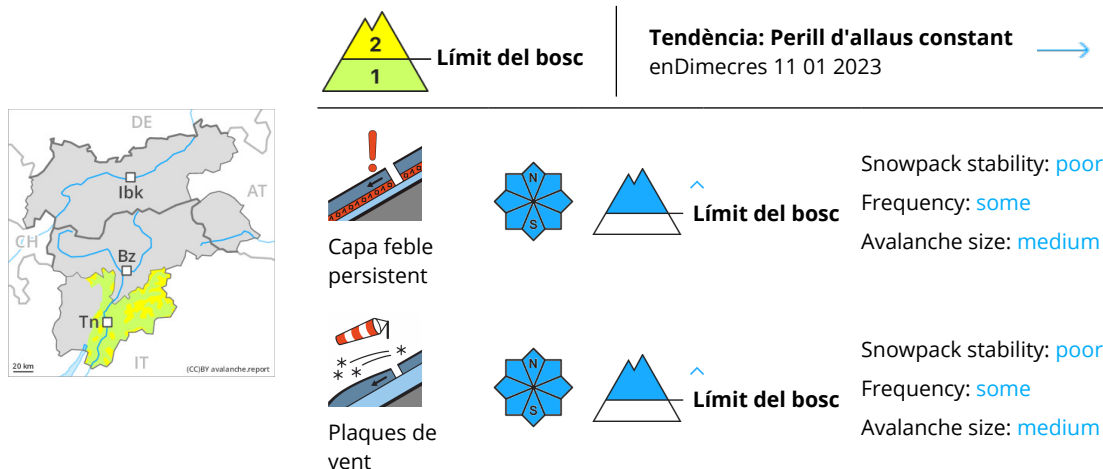 2
1
Límit del bosc
Tendència: Perill d'allaus constant
enDimecres 11 01 2023
DE
Ibk
AT
CH
Bz
Tn
IT
20 km
(CC)BY avalanche.report
N
S
Límit del bosc
Snowpack stability: poor
Frequency: some
Avalanche size: medium
Capa feble
persistent
N
S
Límit del bosc
Snowpack stability: poor
Frequency: some
Avalanche size: medium
Plaques de
vent